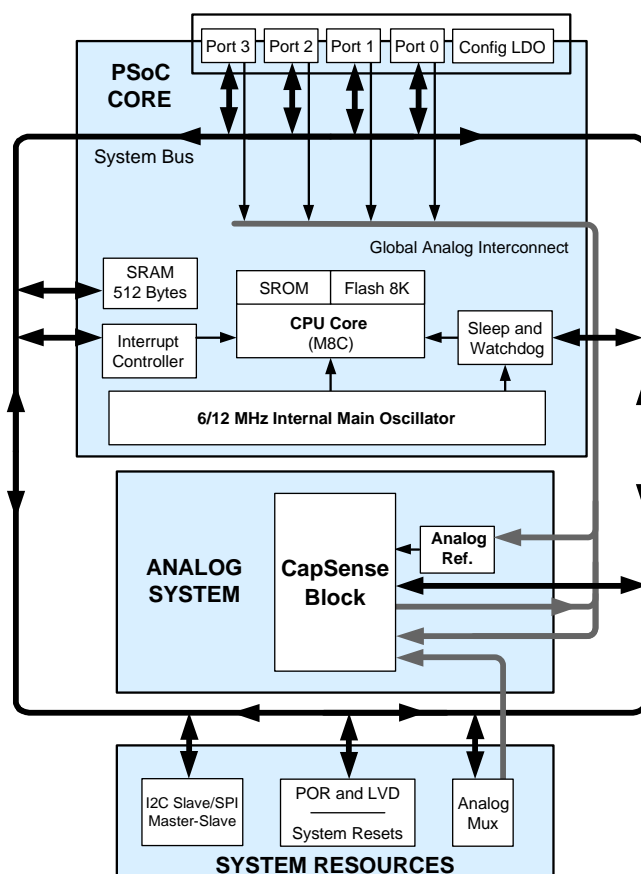 Port 3 Port 2 Port 1 Port 0 Config LDO
PSoC
CORE
System Bus
Global Analog Interconnect
SRAM
512 Bytes
SROM Flash 8K
CPU Core
(M8C)
Interrupt
Controller
Sleep and
Watchdog
6/12 MHz Internal Main Oscillator
ANALOG
SYSTEM
CapSense
Block
Analog
Ref.
I2C Slave/SPI
Master-Slave
POR and LVD
System Resets
Analog
Mux
SYSTEM RESOURCES